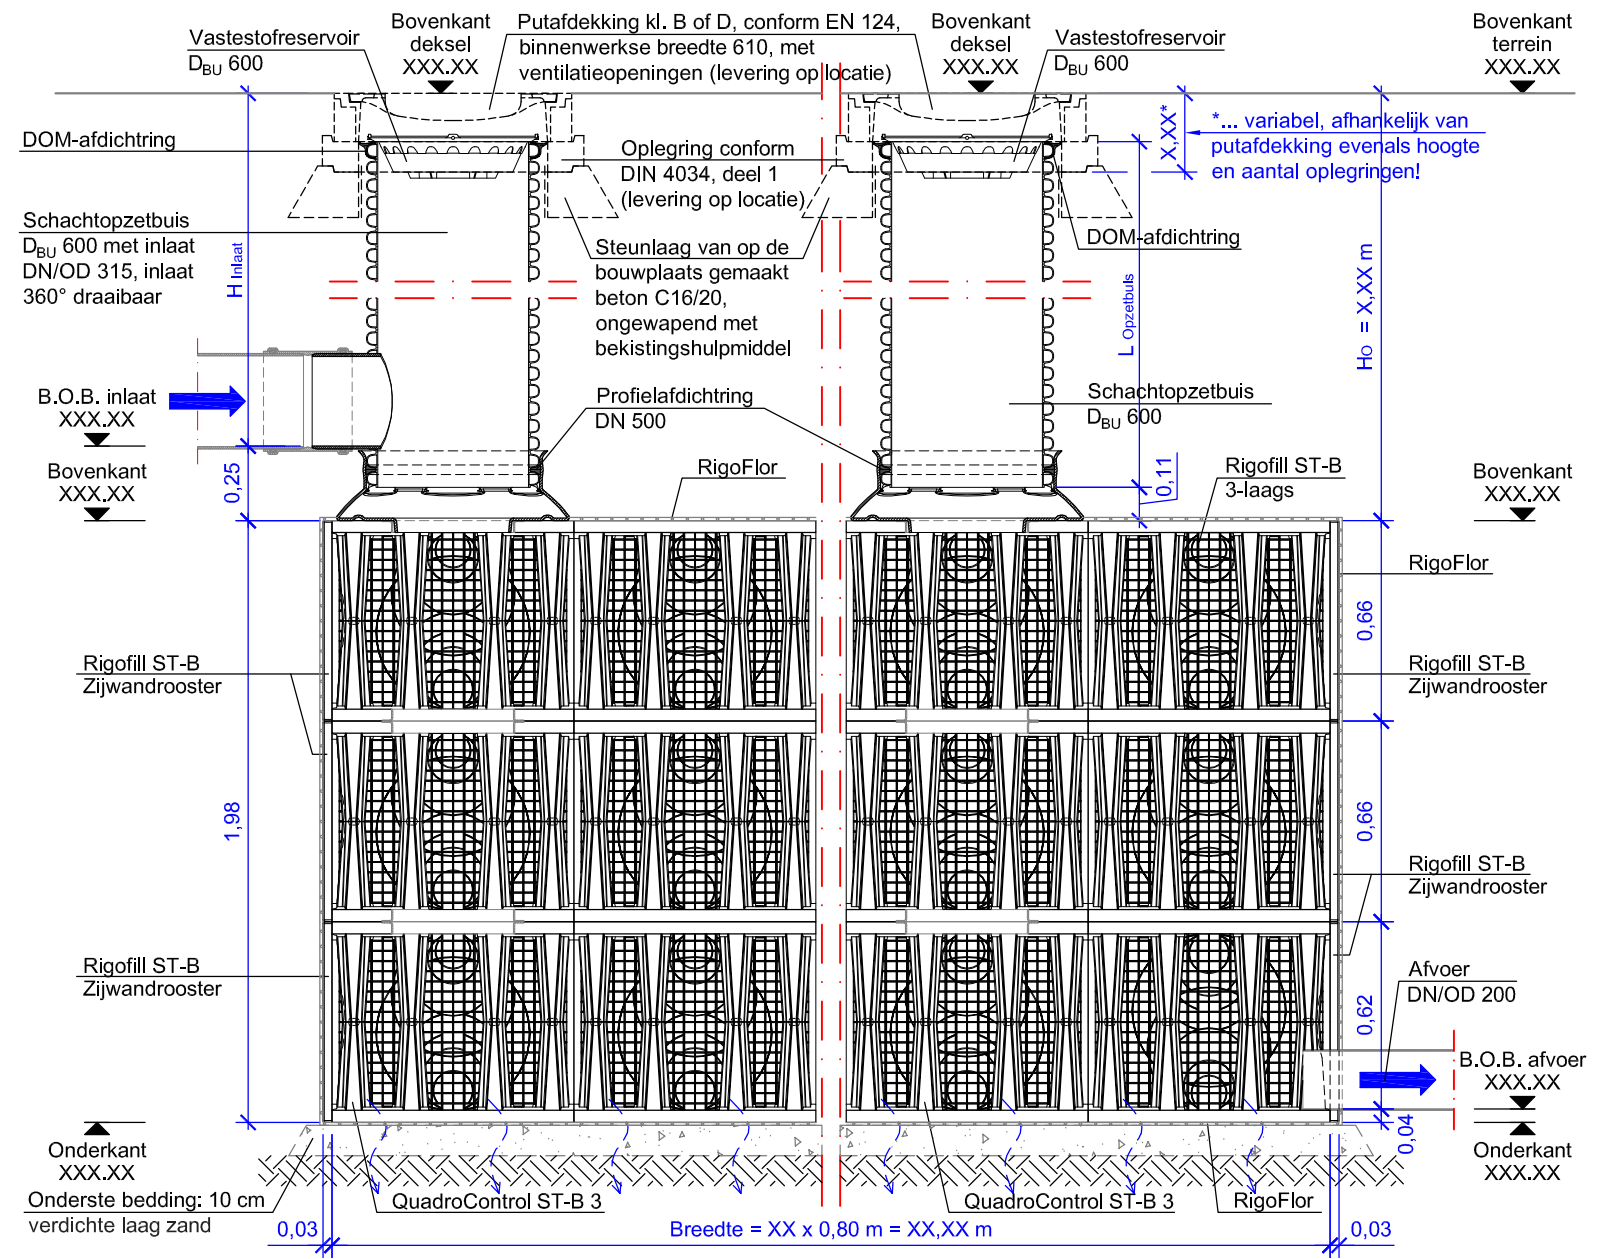 Vastestofreservoir
DBU 600
Bovenkant
deksel
XXX.XX
Putafdekking kl. B of D, conform EN 124,
binnenwerkse breedte 610, met
ventilatieopeningen (levering op locatie)
Bovenkant
deksel
XXX.XX
Vastestofreservoir
DBU 600
Bovenkant
terrein
XXX.XX
DOM-afdichtring
Oplegring conform
DIN 4034, deel 1
(levering op locatie)
X,XX*
*... variabel, afhankelijk van
putafdekking evenals hoogte
en aantal oplegringen!
Schachtopzetbuis
DBU 600 met inlaat
DN/OD 315, inlaat
360° draaibaar
H Inlaat
Steunlaag van op de
bouwplaats gemaakt
beton C16/20,
ongewapend met
bekistingshulpmiddel
DOM-afdichtring
L Opzetbuis
Ho = X,XX m
B.O.B. inlaat
XXX.XX
Profielafdichtring
DN 500
Schachtopzetbuis
DBU 600
Bovenkant
XXX.XX
0,25
RigoFlor
0,11
Rigofill ST-B
3-laags
Bovenkant
XXX.XX
RigoFlor
0,66
Rigofill ST-B
Zijwandrooster
Rigofill ST-B
Zijwandrooster
1,98
0,66
Rigofill ST-B
Zijwandrooster
Rigofill ST-B
Zijwandrooster
0,62
Afvoer
DN/OD 200
B.O.B. afvoer
XXX.XX
0,04
Onderkant
XXX.XX
Onderkant
XXX.XX
Onderste bedding: 10 cm
verdichte laag zand
QuadroControl ST-B 3
QuadroControl ST-B 3
RigoFlor
0,03
Breedte = XX x 0,80 m = XX,XX m
0,03